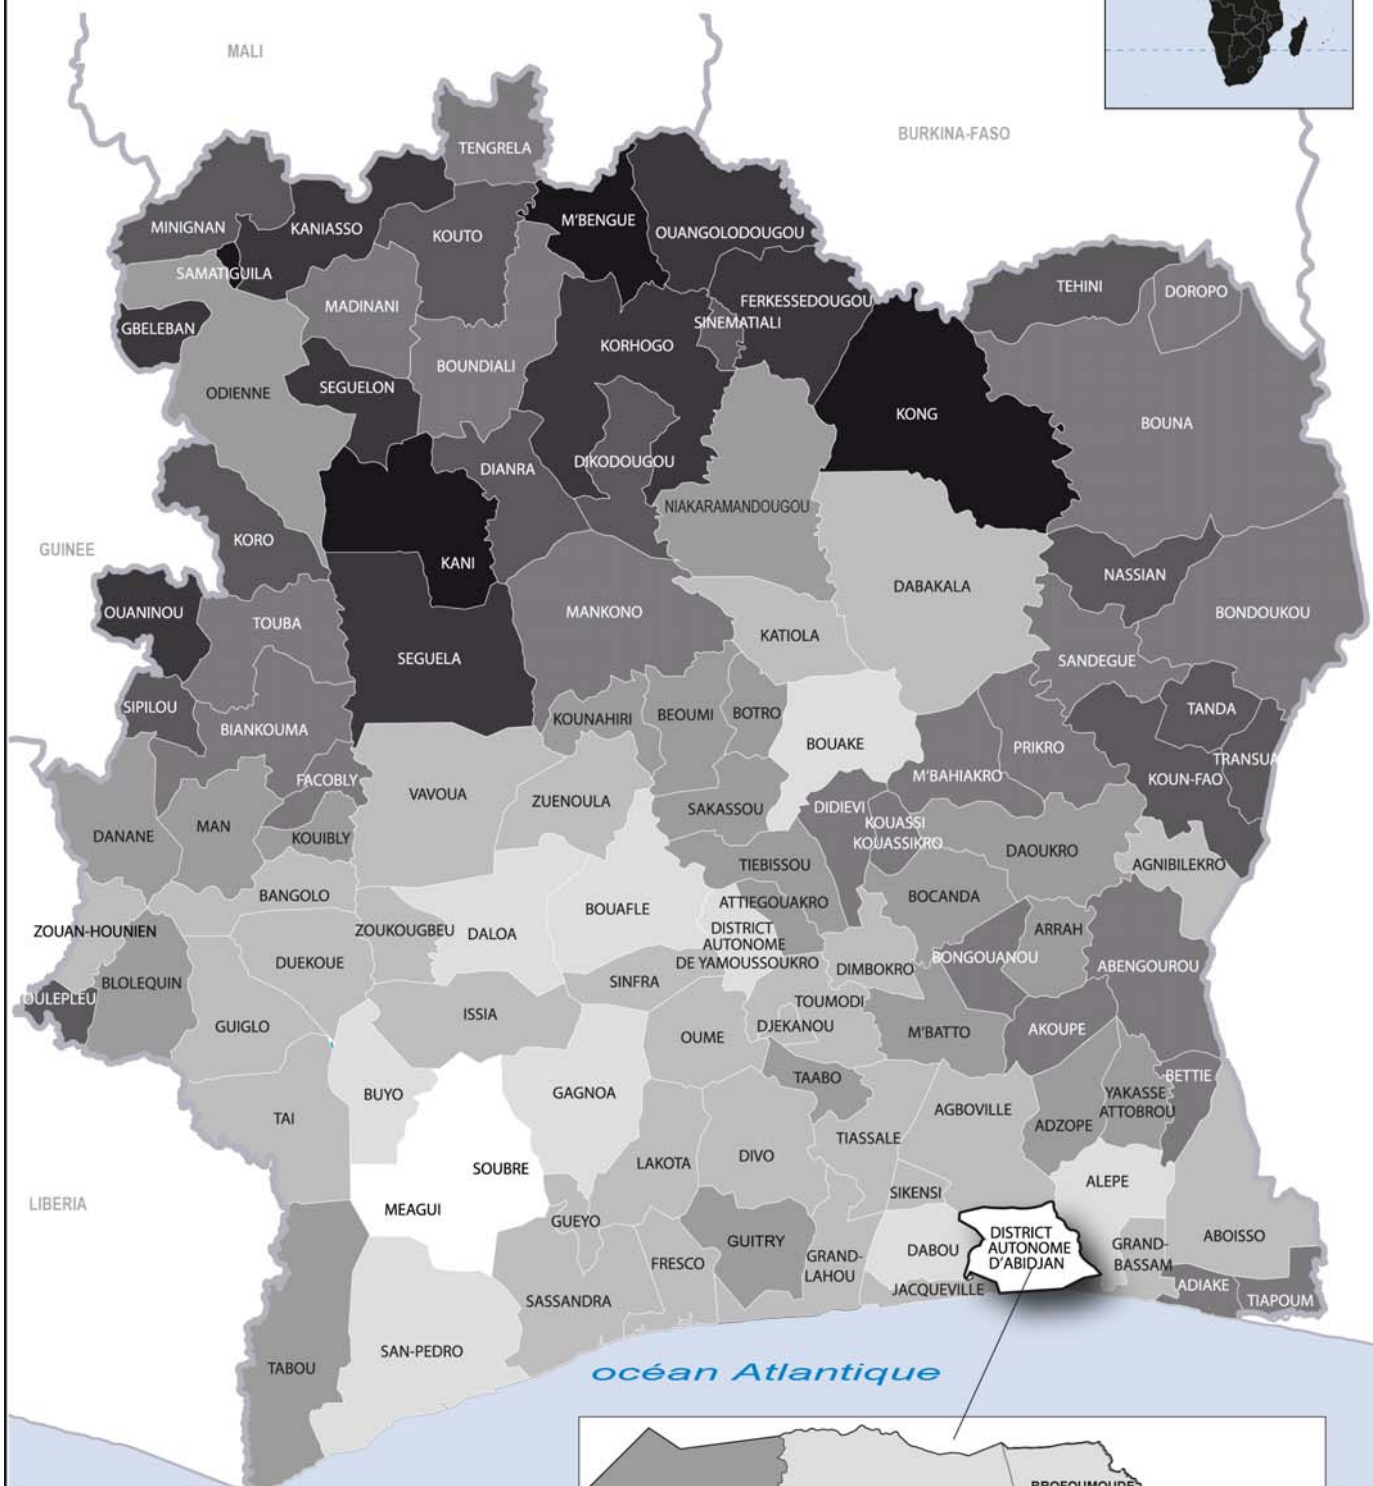 MALI
BURKINA-FASO
TENGRELA
MINIGNAN
KANIASSO
KOUTO
M'BENGUE
OUANGOLODOUGOU
SAMATIGUILA
TEHINI
DOROPO
GBELEBAN
MADINANI
FERKESSEDOUGOU
SINEMATIALI
KORHOGO
BOUNDIALI
ODIENNE
SEGUELON
KONG
BOUNA
DIANRA
DIKODOUGOU
NIAKARAMANDOUGOU
GUINEE
KORO
KANI
NASSIAN
DABAKALA
OUANINOU
TOUBA
MANKONO
BONDOUKOU
KATIOLA
SEGUELA
SANDEGUE
SIPILOU
BIANKOUMA
KOUNAHIRI
BEOUMI
BOTRO
TANDA
BOUAKE
PRIKRO
TRANSUA
FACOBLY
M'BAHIAKRO
KOUN-FAO
VAVOUA
ZUENOULA
SAKASSOU
DIDIEVI
KOUASSI
KOUASSIKRO
DANANE
MAN
KOUIBLY
DAOUKRO
AGNIBILEKRO
TIEBISSOU
BANGOLO
BOCANDA
BOUAFLE
ATTIEGOUAKRO
ZOUAN-HOUNIEN
ZOUKOUGBEU
DALOA
DISTRICT
AUTONOME
DE YAMOUSSOUKRO
ARRAH
DUEKOUE
BONGOUANOU
ABENGOUROU
DIMBOKRO
BLOLEQUIN
SINFRA
OULEPLEU
TOUMODI
ISSIA
GUIGLO
DJEKANOU
OUME
M'BATTO
AKOUPE
TAABO
BETTIE
BUYO
GAGNOA
YAKASSE
ATTOBROU
AGBOVILLE
TAI
ADZOPE
TIASSALE
DIVO
LAKOTA
SOUBRE
ALEPE
SIKENSI
LIBERIA
MEAGUI
GUEYO
GUITRY
DISTRICT
AUTONOME
D'ABIDJAN
ABOISSO
DABOU
GRAND-
BASSAM
GRAND-
LAHOU
FRESCO
JACQUEVILLE
ADIAKE
TIAPOUM
SASSANDRA
SAN-PEDRO
TABOU
océan Atlantique
BROFOUMOUDE